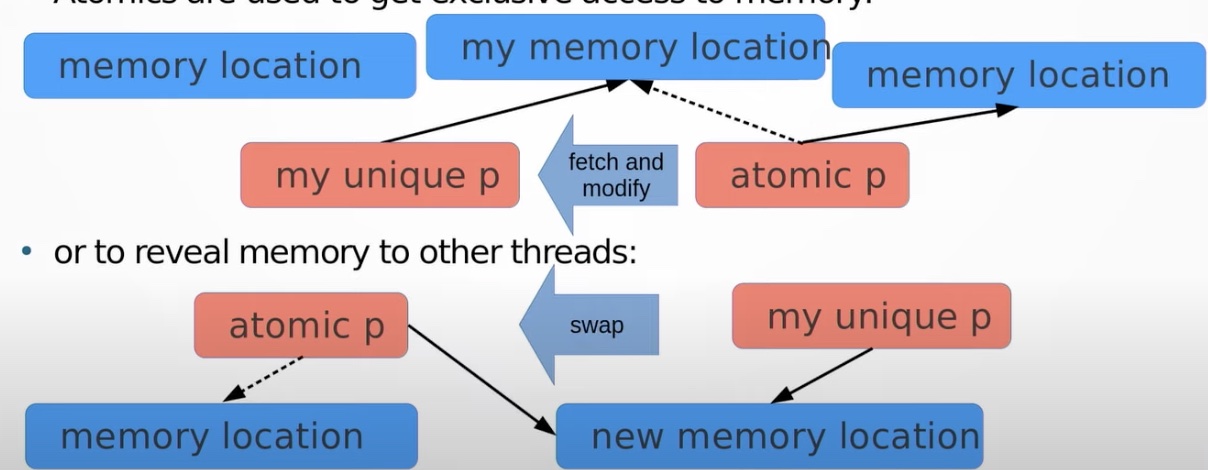 Atomics are used to get exclusive access to memory:
memory location
my memory location
memory location
my unique p
fetch and
modify
atomic p
• or to reveal memory to other threads:
atomic p
swap
my unique p
memory location
new memory location